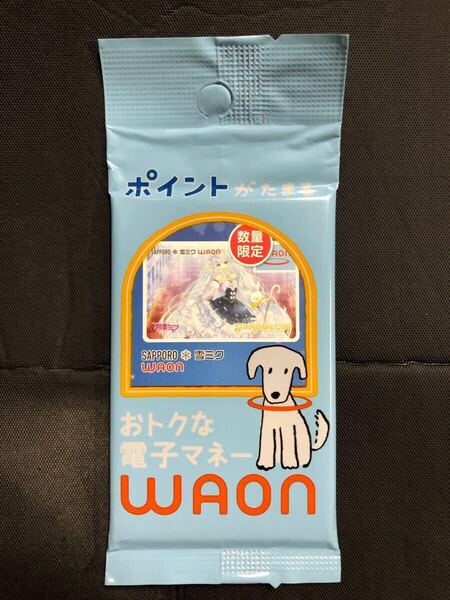 ポイントがたまる
数量
限定
SAPPORO ❄ 雪ミク WAON
SAPPORO ❄ 雪ミク
WAON
おトクな
電子マネー
WAON